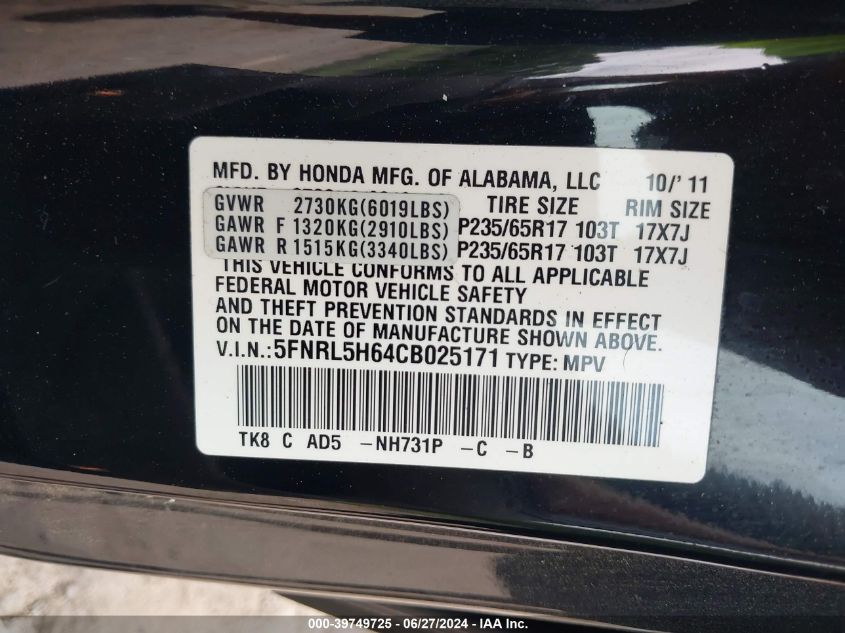 MFD. BY HONDA MFG. OF ALABAMA, LLC 10/'11
TIRE SIZE RIM SIZE
GVWR 2730KG(6019LBS)
GAWR F 1320KG(2910LBS) P235/65R17 103T 17X7J
GAWR R 1515KG(3340LBS) P235/65R17 103T 17X7J
THIS VEHICLE CONFORMS TO ALL APPLICABLE
FEDERAL MOTOR VEHICLE SAFETY
AND THEFT PREVENTION STANDARDS IN EFFECT
ON THE DATE OF MANUFACTURE SHOWN ABOVE.
V.I.N.:5FNRL5H64CB025171 TYPE: MPV
TK8 C AD5 -NH731P -C -B
000-39749725 - 06/27/2024 - IAA Inc.